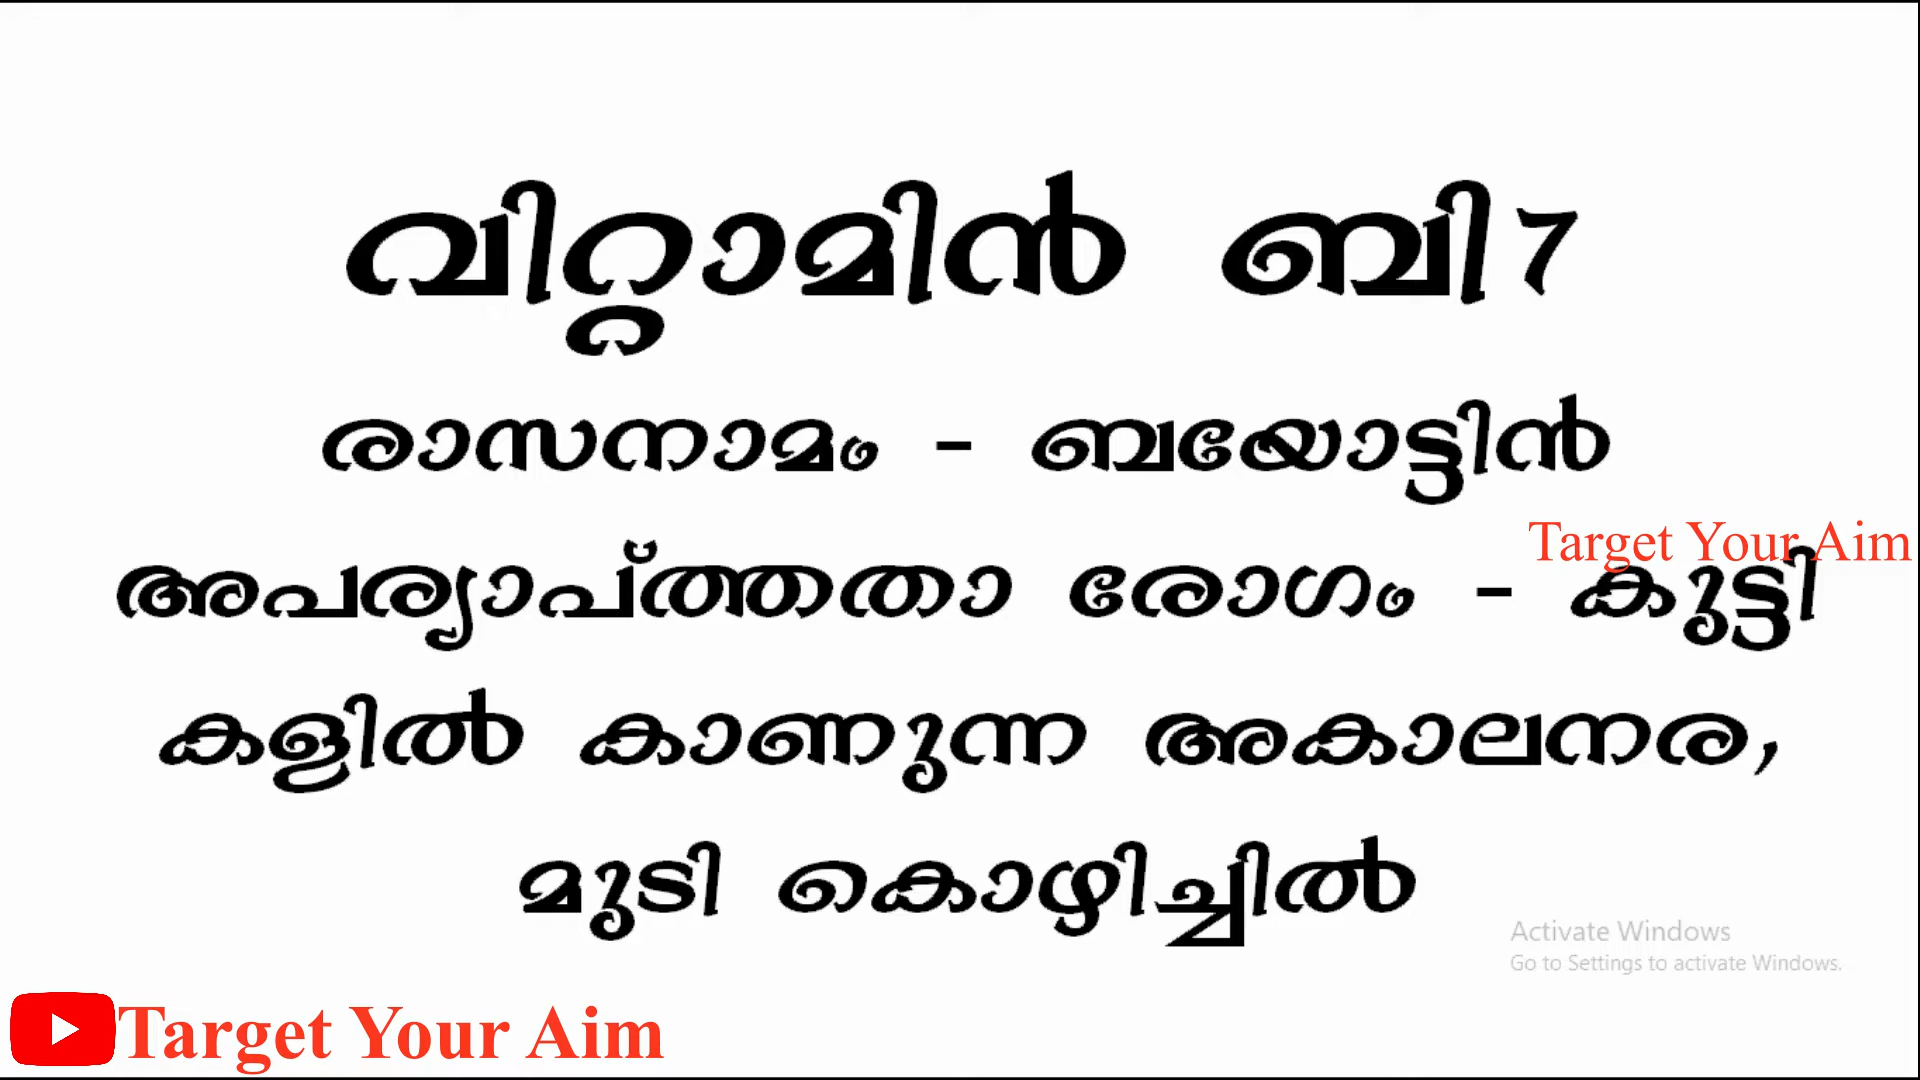 വിറ്റാമിൻ ബി7
രാസനാമം - ബയോട്ടിൻ
Target Your Aim
അപര്യാപ്ത്തതാ രോഗം - കുട്ടി
കളിൽ കാണുന്ന അകാലനര,
മുടി കൊഴിച്ചിൽ
Activate Windows
Go to Settings to activate Windows.
Target Your Aim